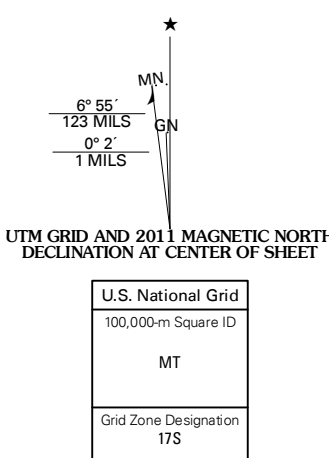 ★
MN.
6° 55´
123 MILS
GN
0° 2´
1 MILS
UTM GRID AND 2011 MAGNETIC NORTH
DECLINATION AT CENTER OF SHEET
U.S. National Grid
100,000-m Square ID
MT
Grid Zone Designation
17S